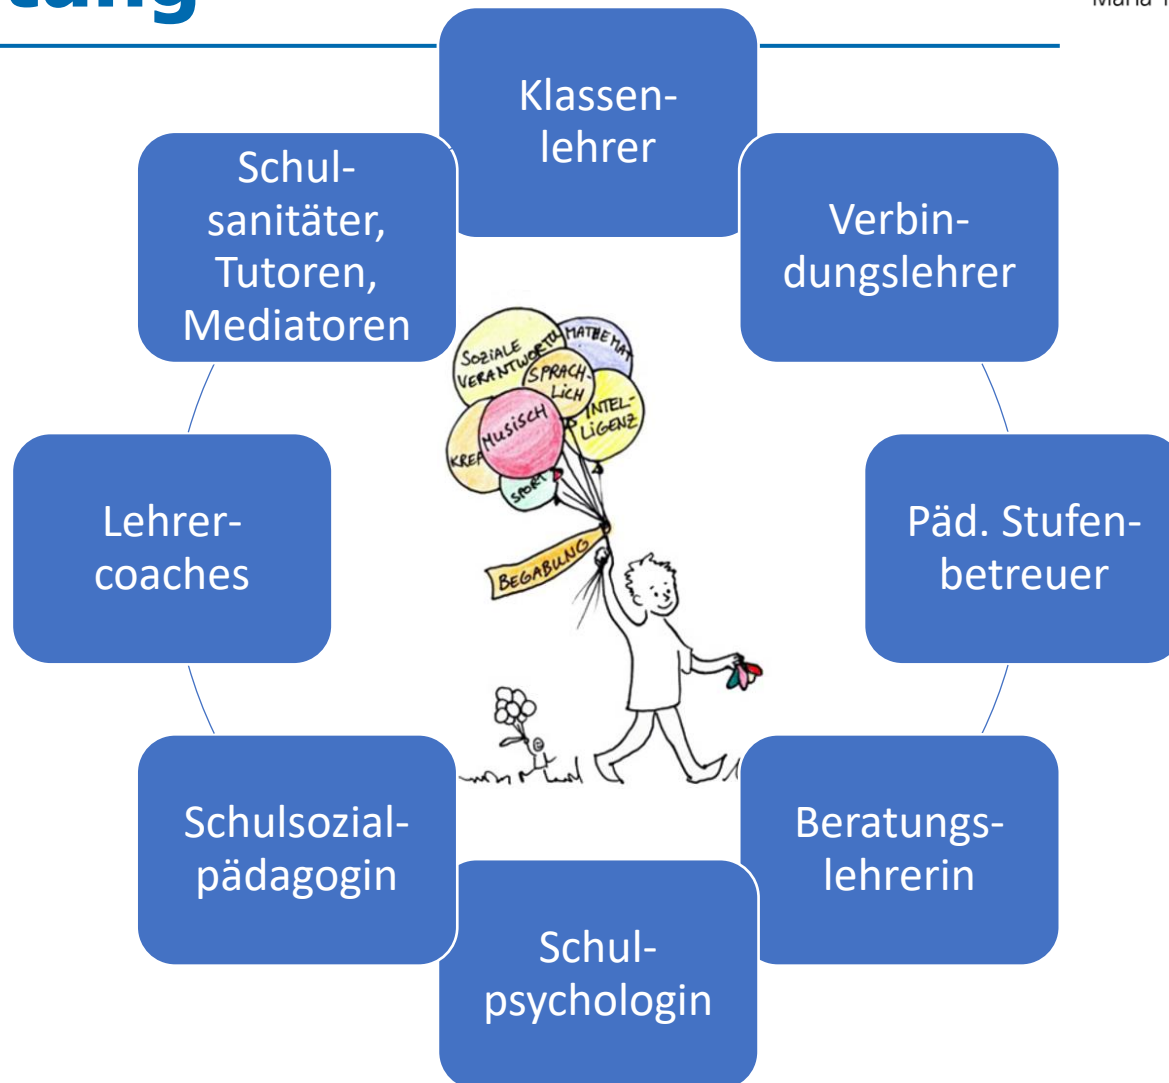 Klassen-
lehrer
Verbin-
dungslehrer
Päd. Stufen-
betreuer
Beratungs-
lehrerin
Schul-
psychologin
Schulsozial-
pädagogin
Lehrer-
coaches
Schul-
sanitäter,
Tutoren,
Mediatoren
SOZIALE
VERANTWORTU
MATHEMAT
SPRACH-
LICH
INTEL-
LIGENZ
MUSISCH
KREA
SPORT
BEGABUNG